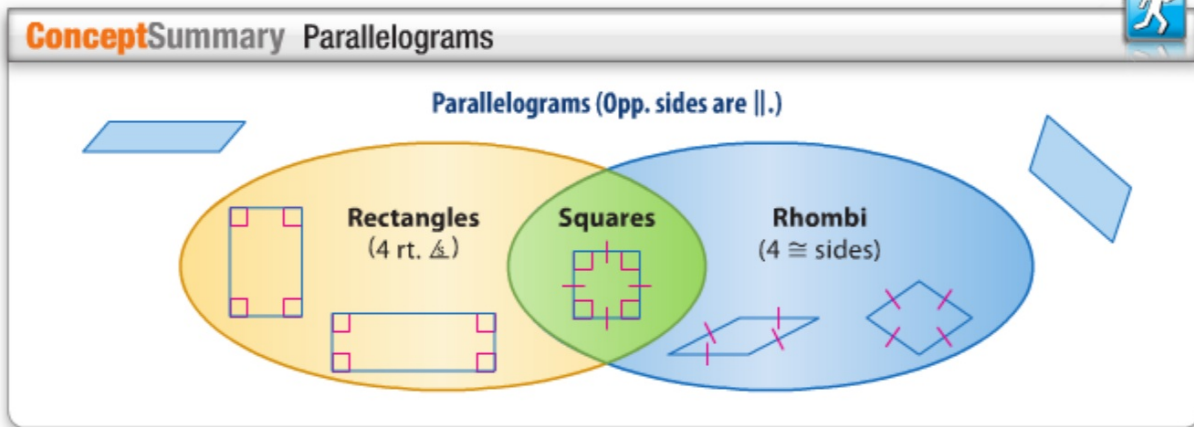 ConceptSummary Parallelograms
Parallelograms (Opp. sides are ||.)
Rectangles
(4 rt. ∠s)
Squares
Rhombi
(4 ≅ sides)